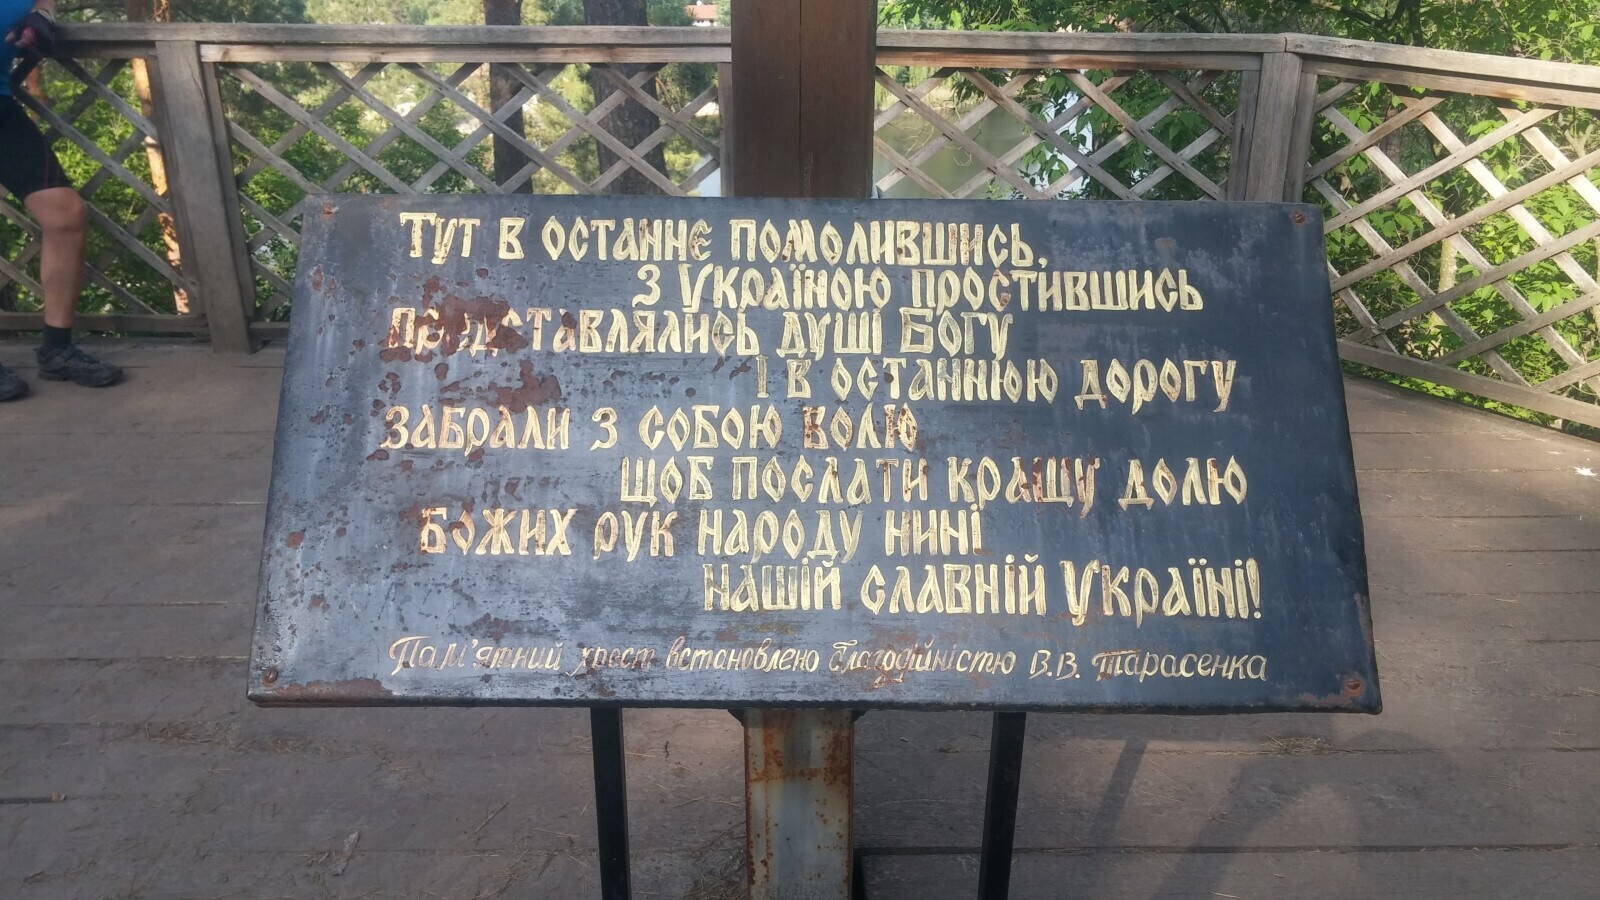 Тут в останнє помолившись,
з Україною простившись
представлялись душі Богу
і в останнюю дорогу
забрали з собою волю
щоб послати кращу долю
Божих рук народу нині
нашій славній Україні!
Пам'ятний хрест встановлено благодійністю В.В. Тарасенка